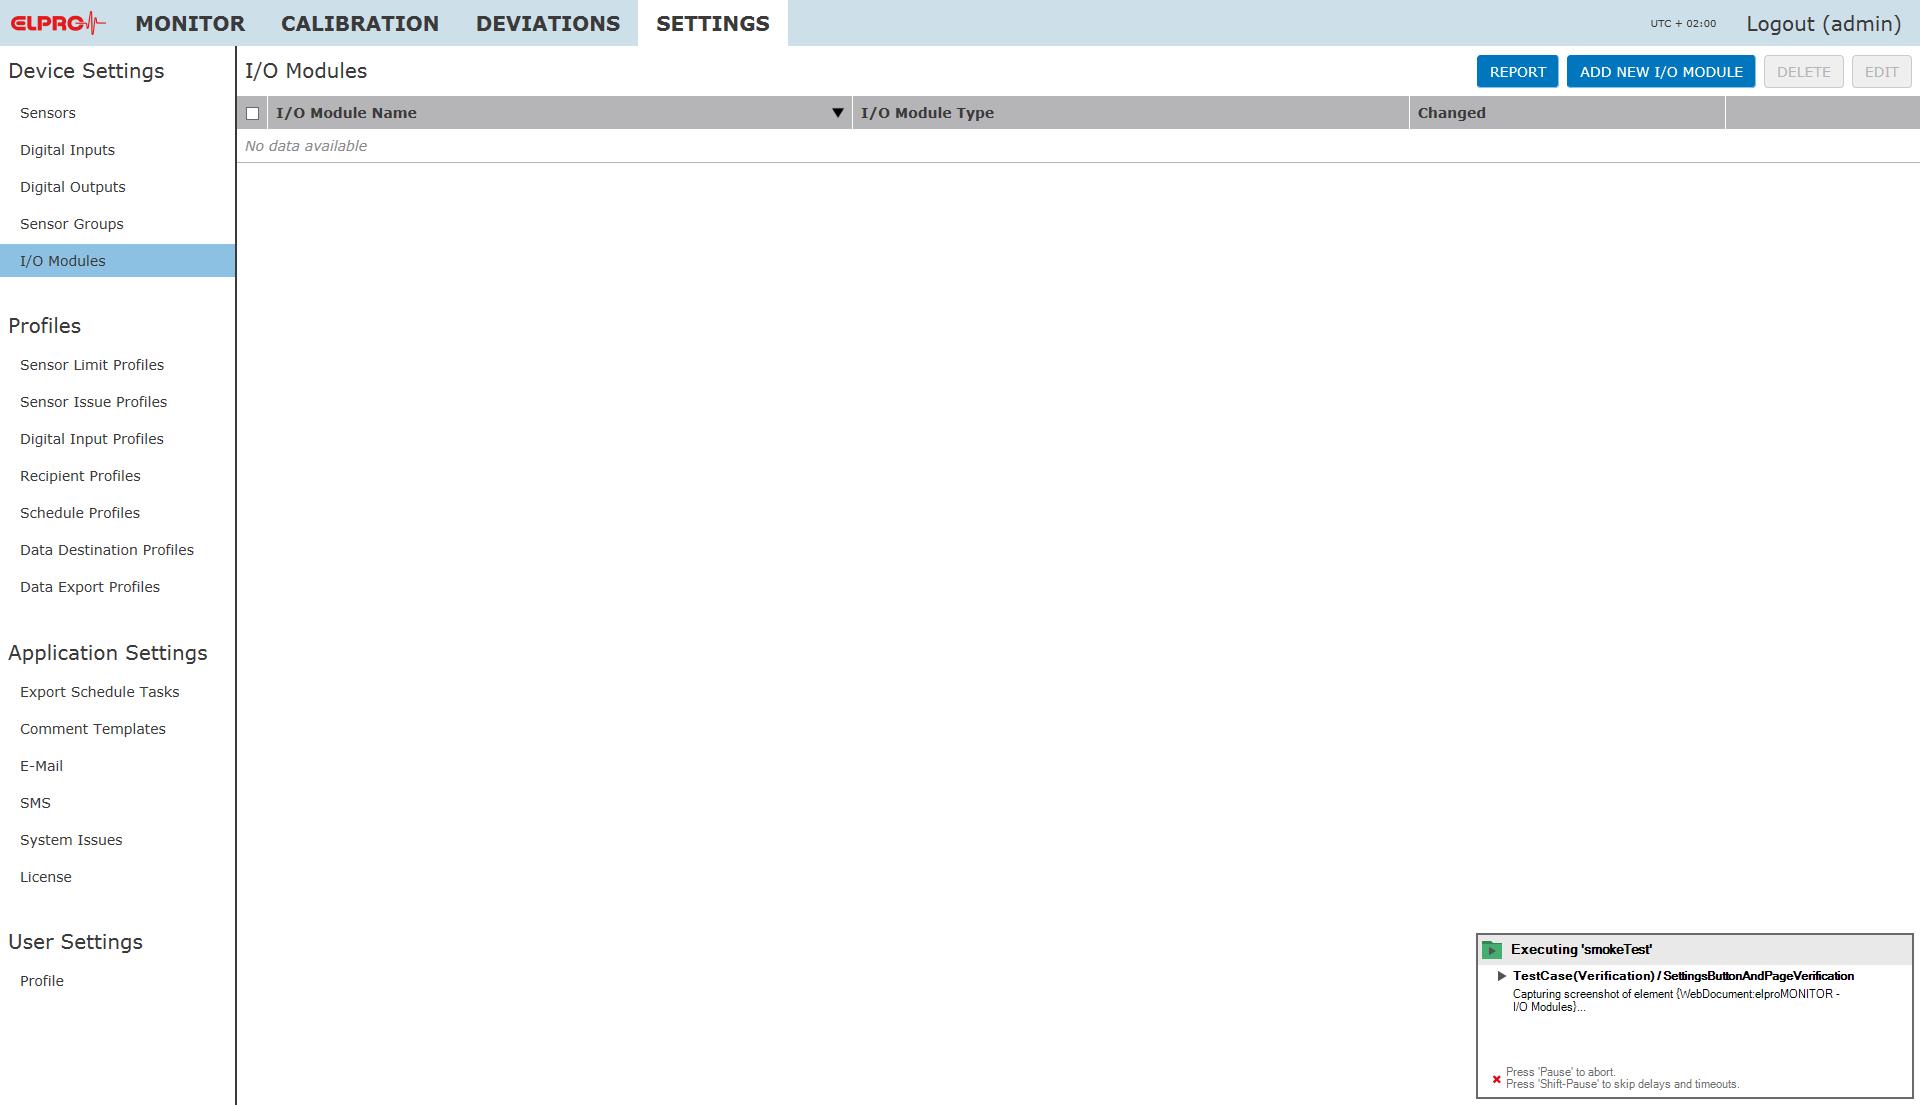 ELPRO MONITOR CALIBRATION DEVIATIONS SETTINGS UTC + 02:00 Logout (admin)
Device Settings
Sensors
Digital Inputs
Digital Outputs
Sensor Groups
I/O Modules
Profiles
Sensor Limit Profiles
Sensor Issue Profiles
Digital Input Profiles
Recipient Profiles
Schedule Profiles
Data Destination Profiles
Data Export Profiles
Application Settings
Export Schedule Tasks
Comment Templates
E-Mail
SMS
System Issues
License
User Settings
Profile
I/O Modules REPORT ADD NEW I/O MODULE DELETE EDIT
I/O Module Name I/O Module Type Changed
No data available
Executing 'smokeTest'
TestCase(Verification) / SettingsButtonAndPageVerification
Capturing screenshot of element {WebDocument:elproMONITOR -
I/O Modules}...
Press 'Pause' to abort.
Press 'Shift-Pause' to skip delays and timeouts.